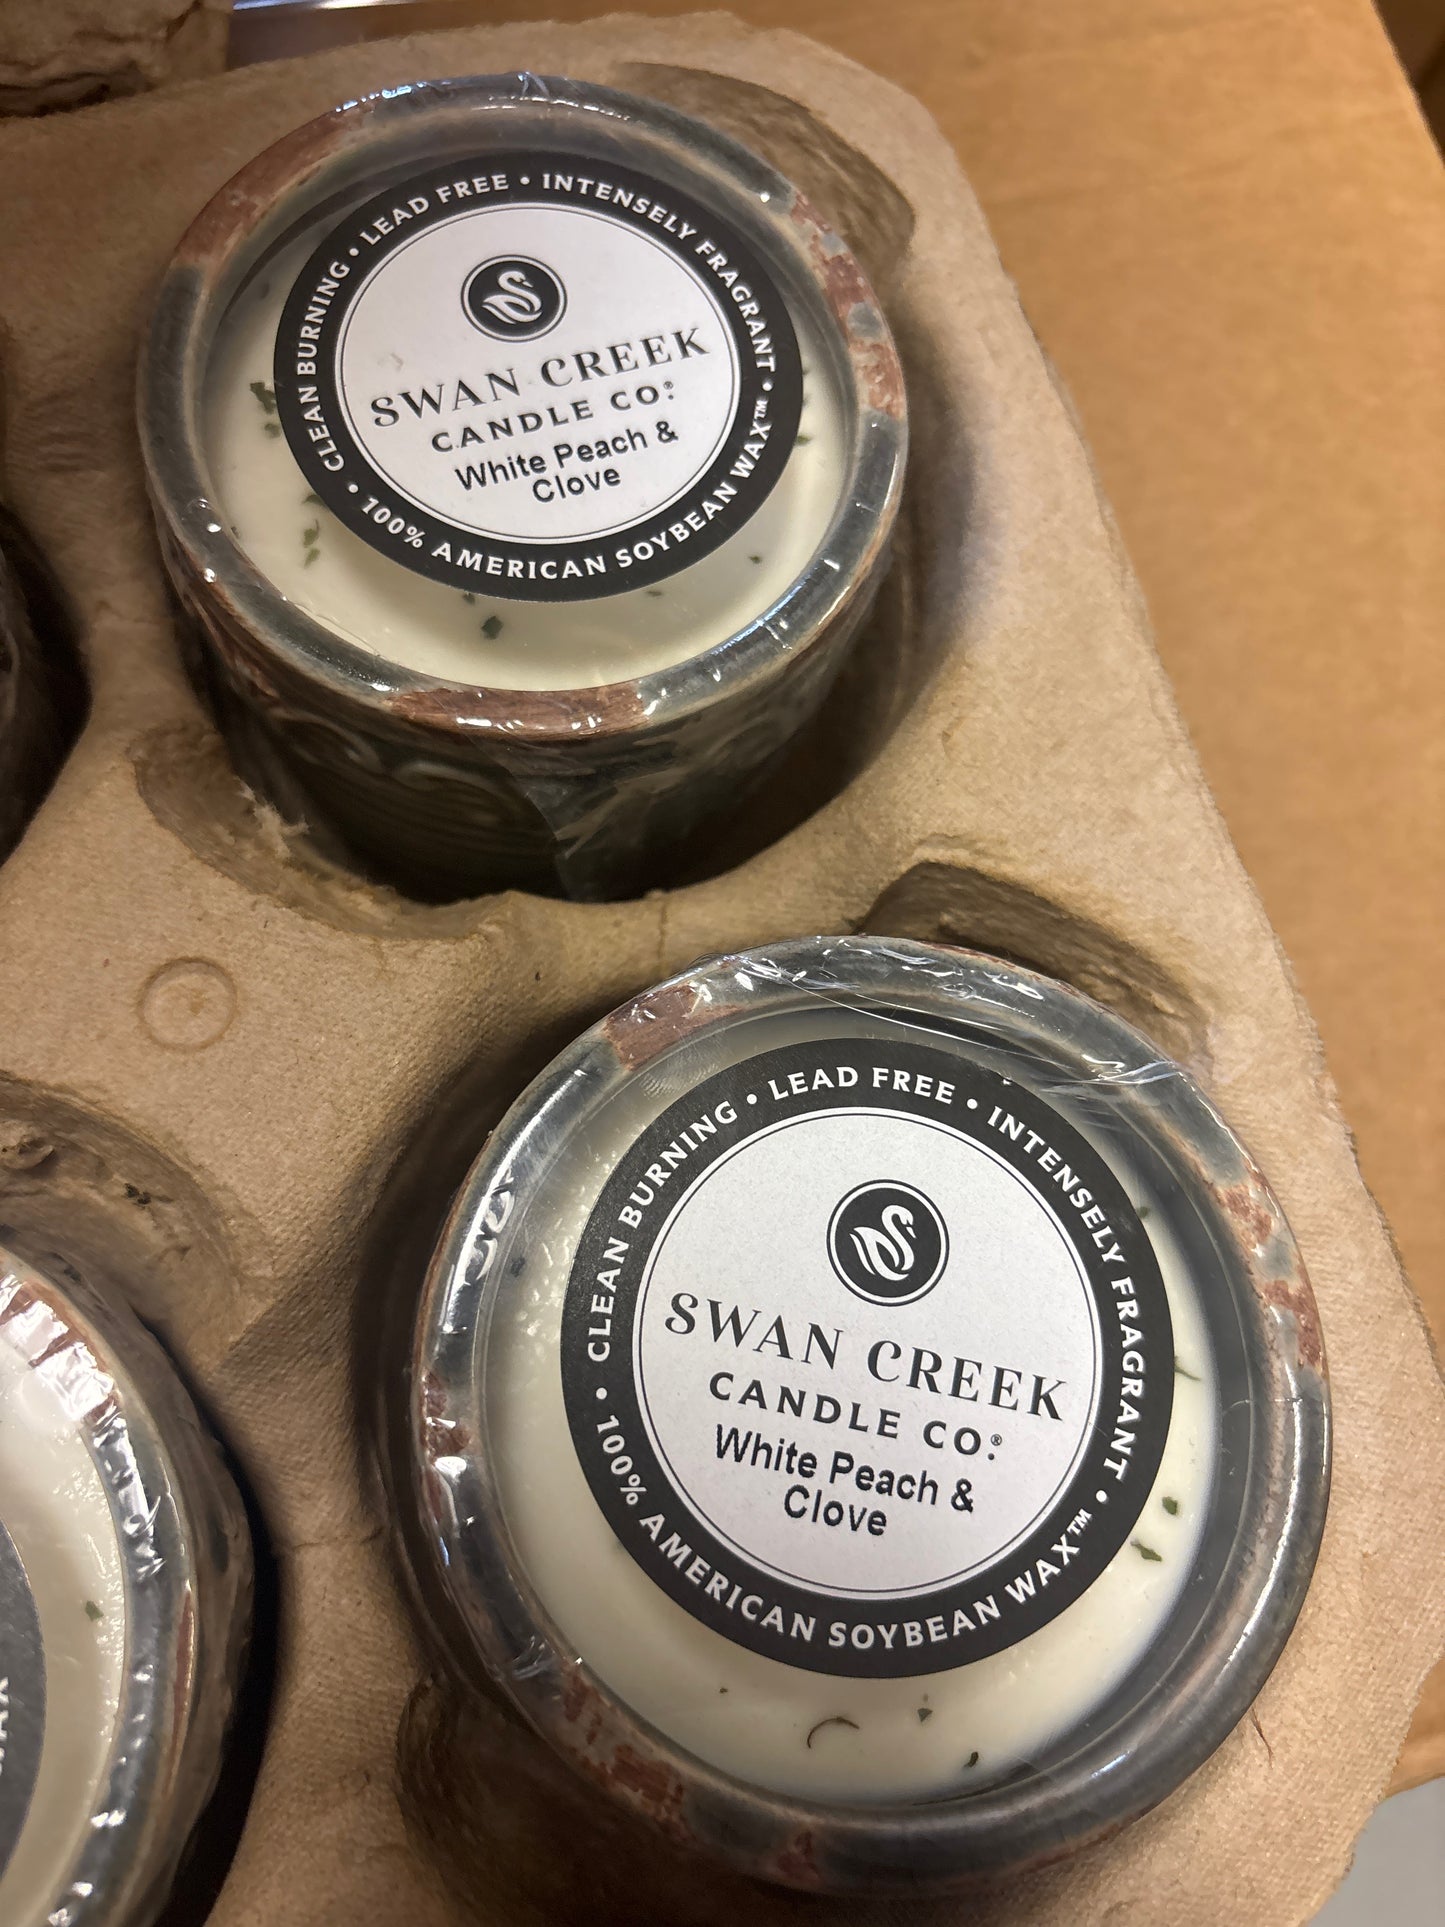 • CLEAN BURNING • LEAD FREE • INTENSELY FRAGRANT •
SWAN CREEK
CANDLE CO.®
White Peach &
Clove
100% AMERICAN SOYBEAN WAX™
• CLEAN BURNING • LEAD FREE • INTENSELY FRAGRANT •
SWAN CREEK
CANDLE CO.®
White Peach &
Clove
100% AMERICAN SOYBEAN WAX™